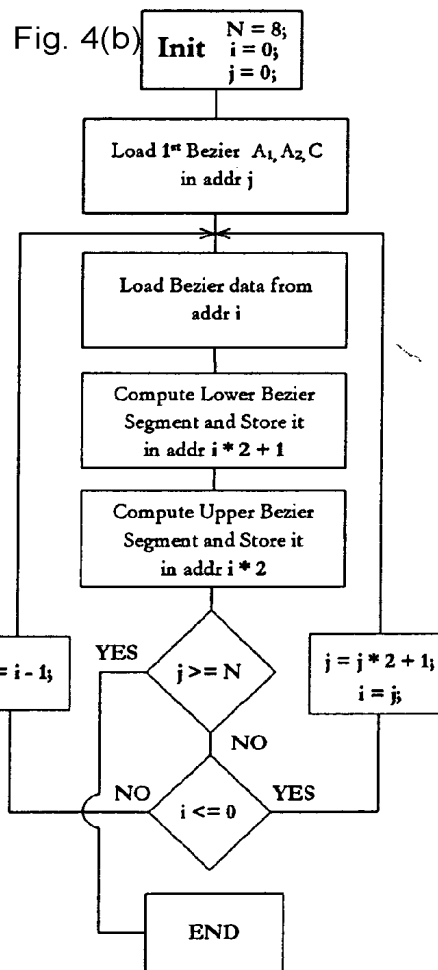 Fig. 4(b)
Init
N = 8;
i = 0;
j = 0;
Load 1st Bezier A1, A2, C
in addr j
Load Bezier data from
addr i
Compute Lower Bezier
Segment and Store it
in addr i * 2 + 1
Compute Upper Bezier
Segment and Store it
in addr i * 2
YES
j >= N
= i - 1;
j = j * 2 + 1;
i = j;
NO
NO
i <= 0
YES
END